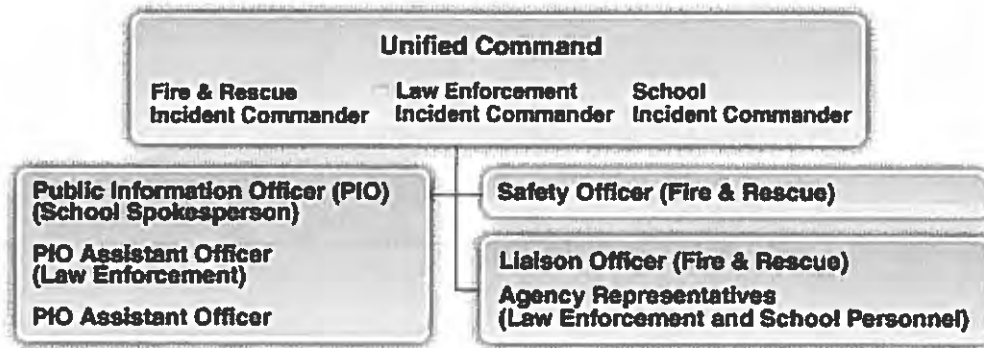 Unified Command
Fire & Rescue
Incident Commander
Law Enforcement
Incident Commander
School
Incident Commander
Public Information Officer (PIO)
(School Spokesperson)
PIO Assistant Officer
(Law Enforcement)
PIO Assistant Officer
Safety Officer (Fire & Rescue)
Liaison Officer (Fire & Rescue)
Agency Representatives
(Law Enforcement and School Personnel)